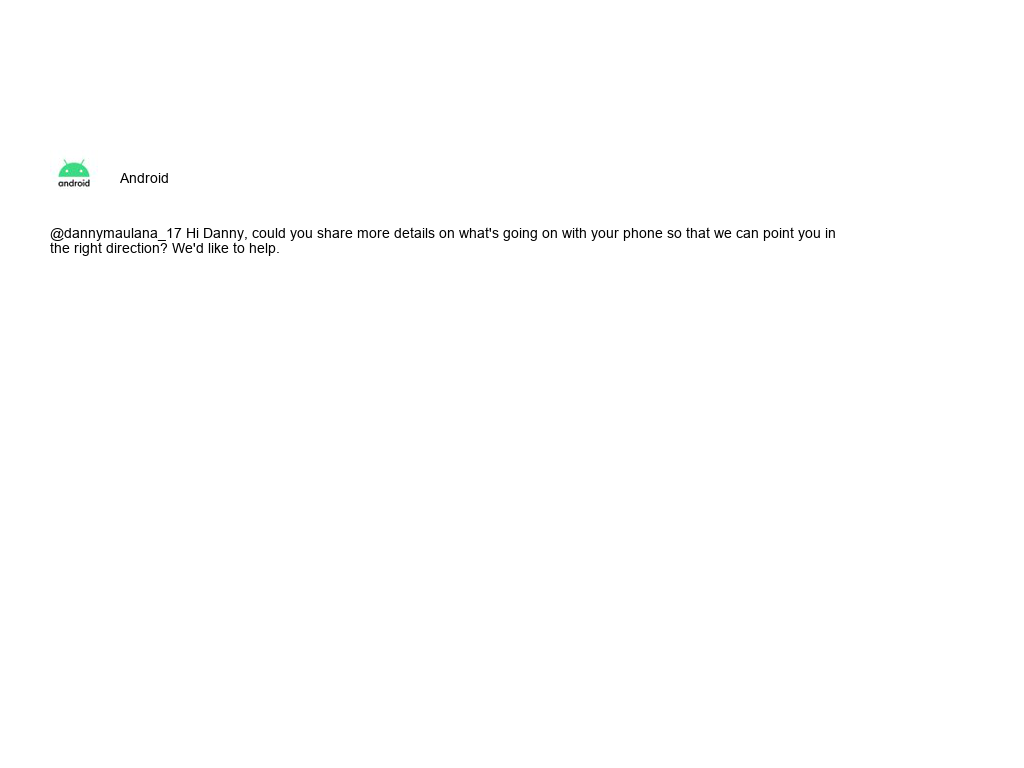 android
Android
@dannymaulana_17 Hi Danny, could you share more details on what's going on with your phone so that we can point you in
the right direction? We'd like to help.